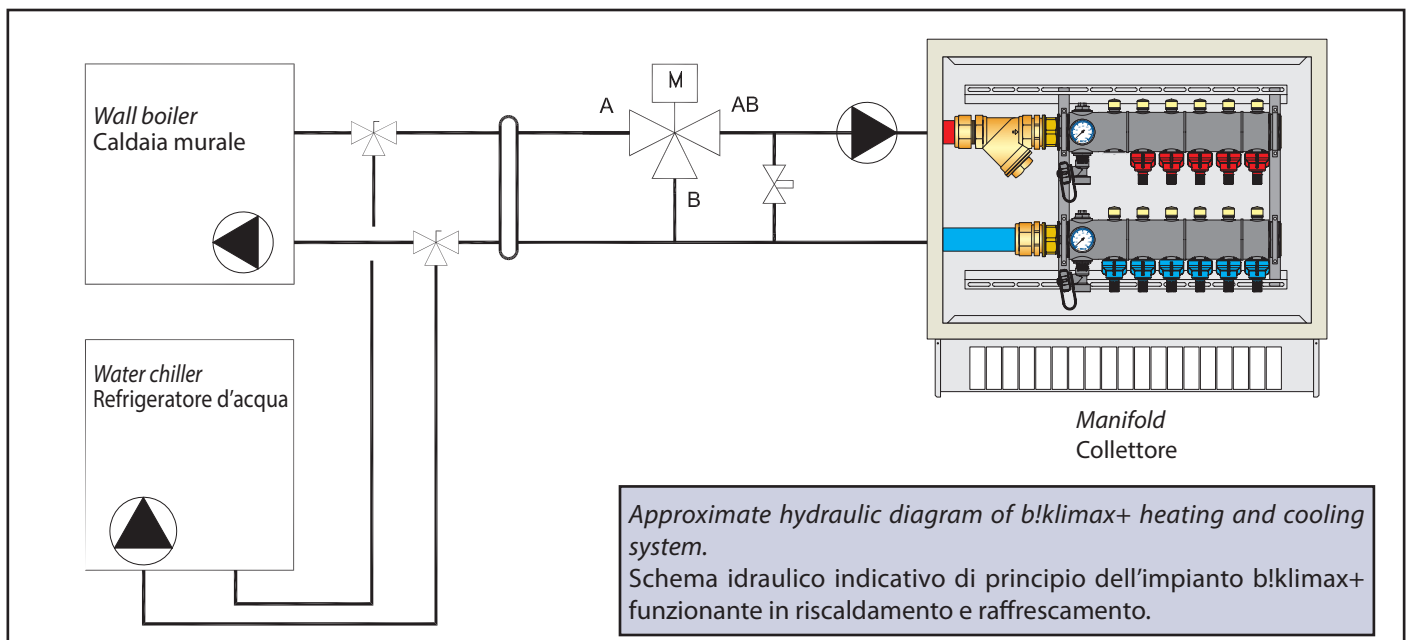 Wall boiler
Caldaia murale
A
M
AB
B
Water chiller
Refrigeratore d'acqua
Manifold
Collettore
Approximate hydraulic diagram of b!klimax+ heating and cooling
system.
Schema idraulico indicativo di principio dell'impianto b!klimax+
funzionante in riscaldamento e raffrescamento.